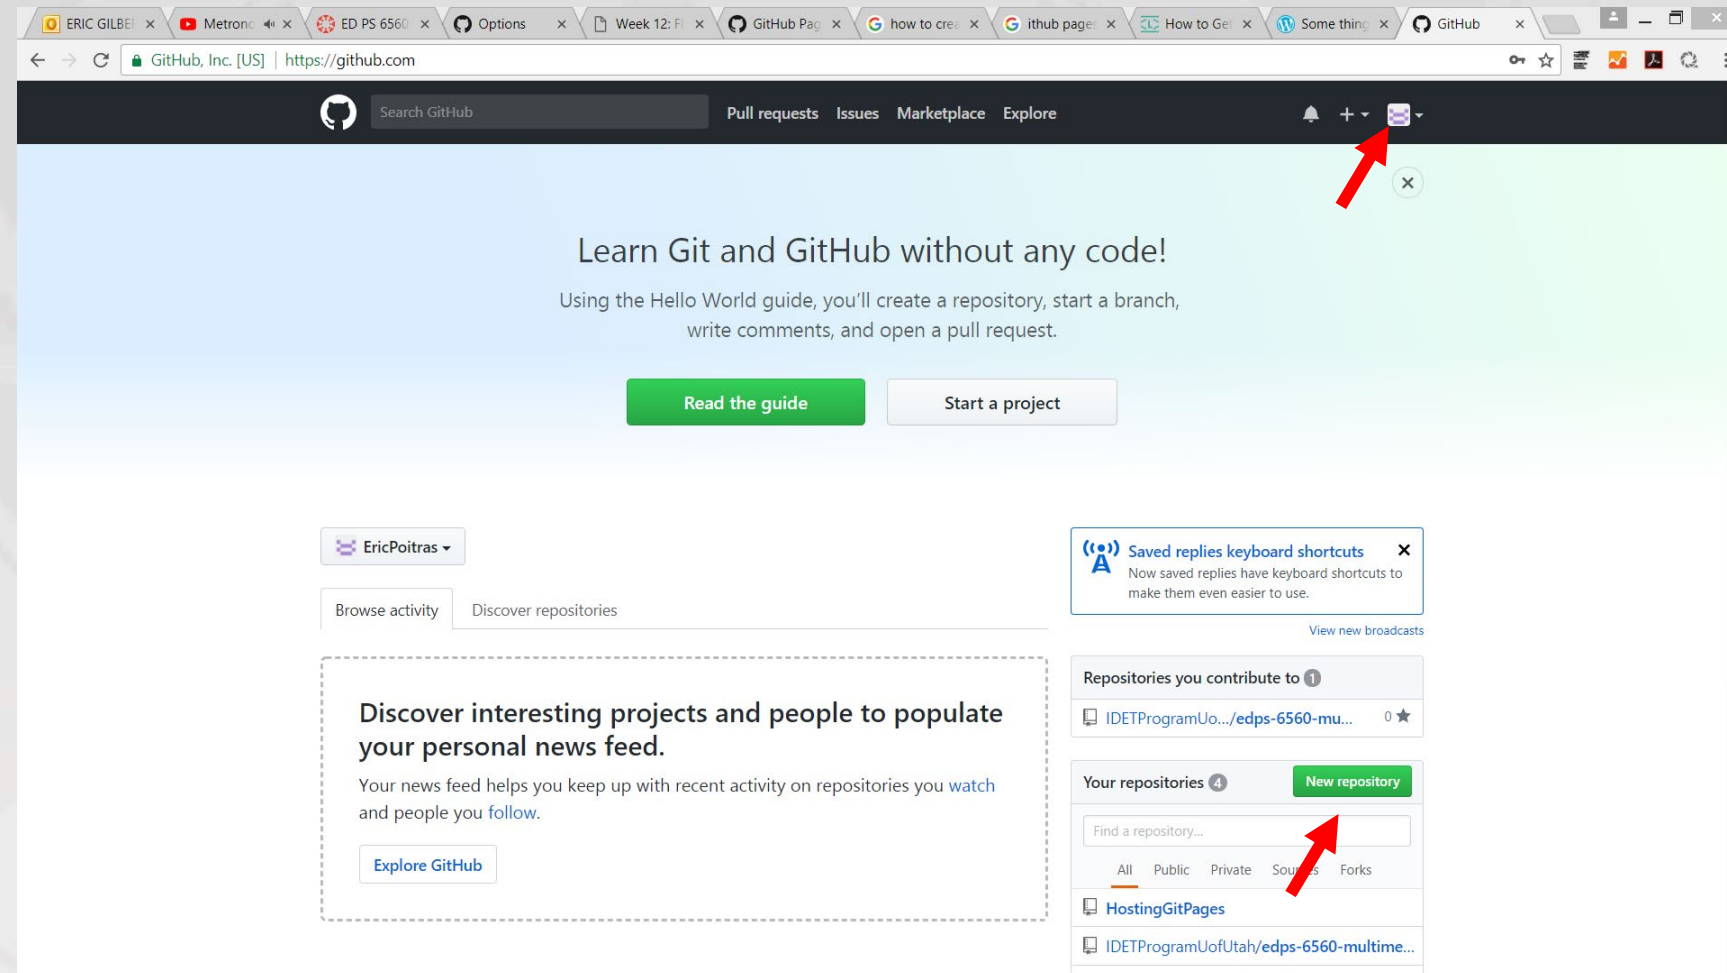 ERIC GILBE
Metrono
ED PS 6560
Options
Week 12: Fl
GitHub Pag
how to crea
ithub pages
How to Get
Some thing
GitHub
GitHub, Inc. [US] | https://github.com
Search GitHub
Pull requests Issues Marketplace Explore
Learn Git and GitHub without any code!
Using the Hello World guide, you'll create a repository, start a branch,
write comments, and open a pull request.
Read the guide
Start a project
EricPoitras
Browse activity
Discover repositories
Discover interesting projects and people to populate
your personal news feed.
Your news feed helps you keep up with recent activity on repositories you watch
and people you follow.
Explore GitHub
Saved replies keyboard shortcuts
Now saved replies have keyboard shortcuts to
make them even easier to use.
View new broadcasts
Repositories you contribute to 1
IDETProgramUo.../edps-6560-mu... 0
Your repositories 4
New repository
Find a repository...
All Public Private Sources Forks
HostingGitPages
IDETProgramUofUtah/edps-6560-multime...